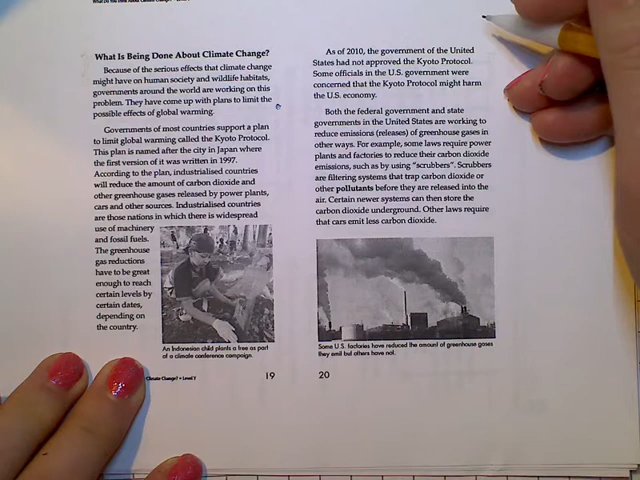 What Is Being Done About Climate Change?
Because of the serious effects that climate change
might have on human society and wildlife habitats,
governments around the world are working on this
problem. They have come up with plans to limit the
possible effects of global warming.
Governments of most countries support a plan
to limit global warming called the Kyoto Protocol.
This plan is named after the city in Japan where
the first version of it was written in 1997.
According to the plan, industrialised countries
will reduce the amount of carbon dioxide and
other greenhouse gases released by power plants,
cars and other sources. Industrialised countries
are those nations in which there is widespread
use of machinery
and fossil fuels.
The greenhouse
gas reductions
have to be great
enough to reach
certain levels by
certain dates,
depending on
the country.
An Indonesian child plants a tree as part
of a climate conference campaign.
Climate Change? • Level Y
19
As of 2010, the government of the United
States had not approved the Kyoto Protocol.
Some officials in the U.S. government were
concerned that the Kyoto Protocol might harm
the U.S. economy.
Both the federal government and state
governments in the United States are working to
reduce emissions (releases) of greenhouse gases in
other ways. For example, some laws require power
plants and factories to reduce their carbon dioxide
emissions, such as by using "scrubbers". Scrubbers
are filtering systems that trap carbon dioxide or
other pollutants before they are released into the
air. Certain newer systems can then store the
carbon dioxide underground. Other laws require
that cars emit less carbon dioxide.
Some U.S. factories have reduced the amount of greenhouse gases
they emit but others have not.
20